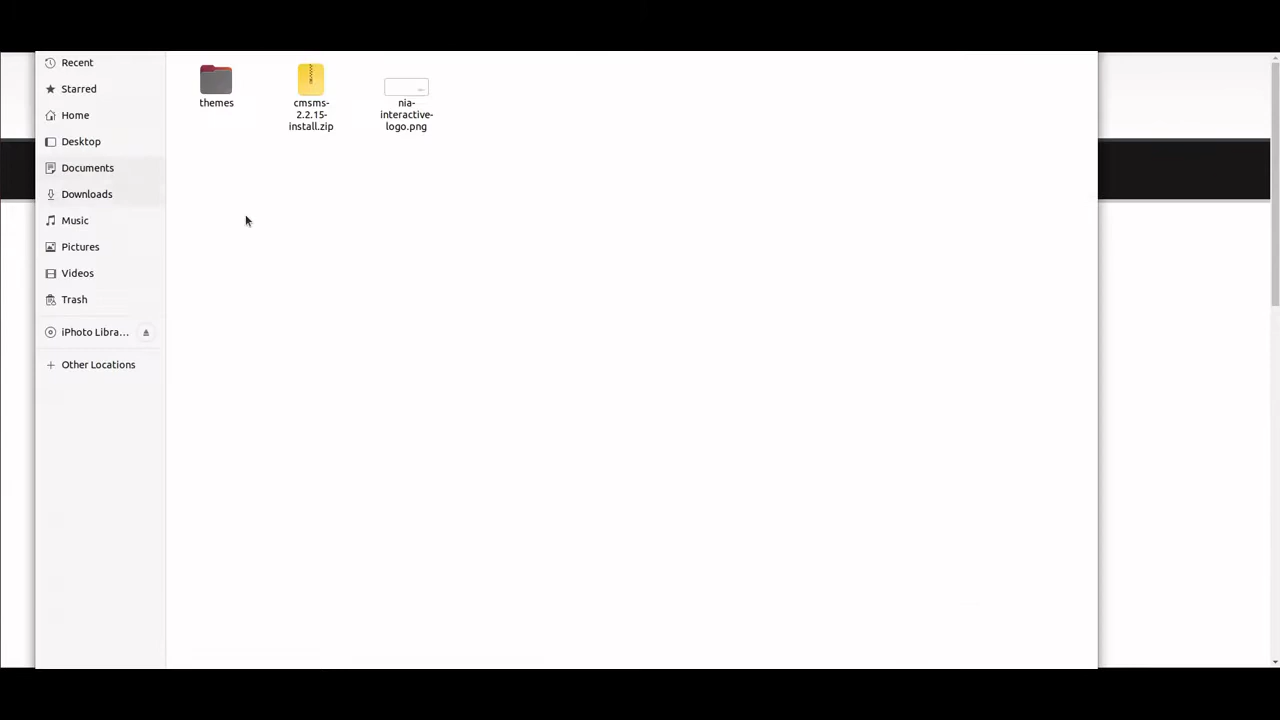 Recent
Starred
Home
Desktop
Documents
Downloads
Music
Pictures
Videos
Trash
iPhoto Libra...
Other Locations
themes
cmsms-
2.2.15-
install.zip
nia-
interactive-
logo.png